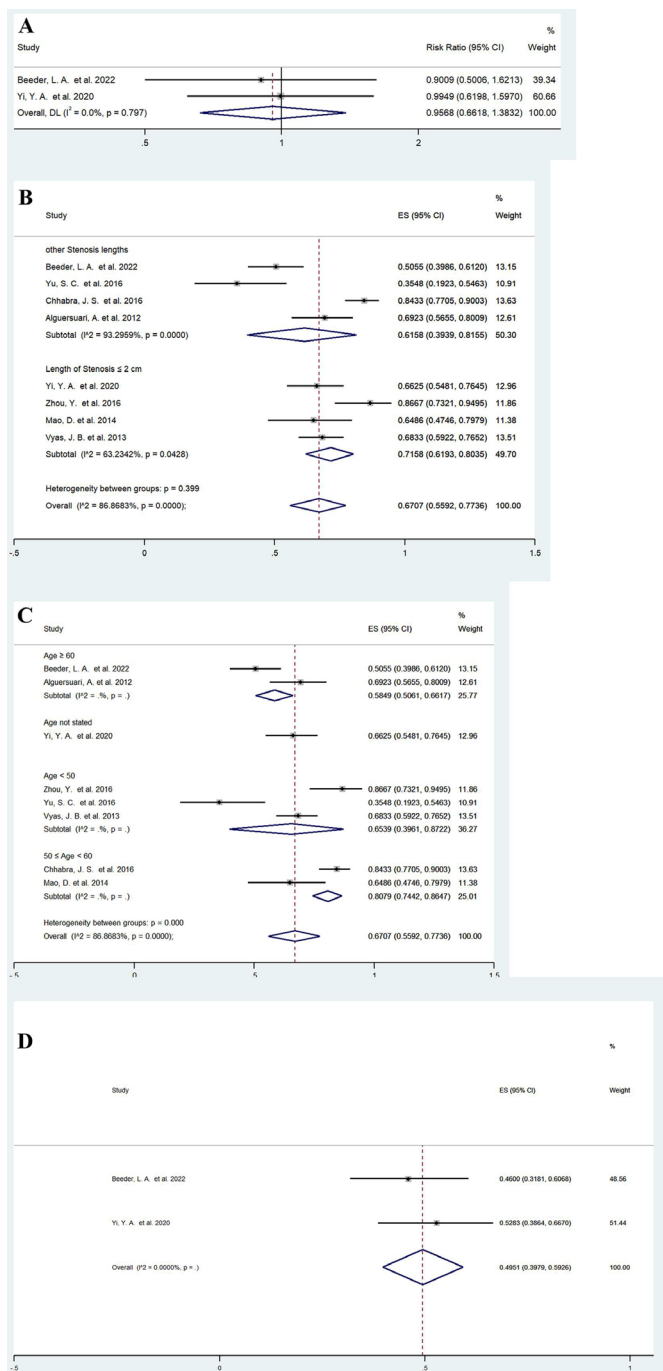 A
%
Study Risk Ratio (95% CI) Weight
Beeder, L. A. et al. 2022 0.9009 (0.5006, 1.6213) 39.34
Yi, Y. A. et al. 2020 0.9949 (0.6198, 1.5970) 60.66
Overall, DL (I² = 0.0%, p = 0.797) 0.9568 (0.6618, 1.3832) 100.00
.5 1 2
B
%
Study ES (95% CI) Weight
other Stenosis lengths
Beeder, L. A. et al. 2022 0.5055 (0.3986, 0.6120) 13.15
Yu, S. C. et al. 2016 0.3548 (0.1923, 0.5463) 10.91
Chhabra, J. S. et al. 2016 0.8433 (0.7705, 0.9003) 13.63
Alguersuari, A. et al. 2012 0.6923 (0.5655, 0.8009) 12.61
Subtotal (I^2 = 93.2959%, p = 0.0000) 0.6158 (0.3939, 0.8155) 50.30
Length of Stenosis ≤ 2 cm
Yi, Y. A. et al. 2020 0.6625 (0.5481, 0.7645) 12.96
Zhou, Y. et al. 2016 0.8667 (0.7321, 0.9495) 11.86
Mao, D. et al. 2014 0.6486 (0.4746, 0.7979) 11.38
Vyas, J. B. et al. 2013 0.6833 (0.5922, 0.7652) 13.51
Subtotal (I^2 = 63.2342%, p = 0.0428) 0.7158 (0.6193, 0.8035) 49.70
Heterogeneity between groups: p = 0.399
Overall (I^2 = 86.8683%, p = 0.0000); 0.6707 (0.5592, 0.7736) 100.00
-.5 0 .5 1 1.5
C
%
Study ES (95% CI) Weight
Age ≥ 60
Beeder, L. A. et al. 2022 0.5055 (0.3986, 0.6120) 13.15
Alguersuari, A. et al. 2012 0.6923 (0.5655, 0.8009) 12.61
Subtotal (I^2 = .%, p = .) 0.5849 (0.5061, 0.6617) 25.77
Age not stated
Yi, Y. A. et al. 2020 0.6625 (0.5481, 0.7645) 12.96
Age < 50
Zhou, Y. et al. 2016 0.8667 (0.7321, 0.9495) 11.86
Yu, S. C. et al. 2016 0.3548 (0.1923, 0.5463) 10.91
Vyas, J. B. et al. 2013 0.6833 (0.5922, 0.7652) 13.51
Subtotal (I^2 = .%, p = .) 0.6539 (0.3961, 0.8722) 36.27
50 ≤ Age < 60
Chhabra, J. S. et al. 2016 0.8433 (0.7705, 0.9003) 13.63
Mao, D. et al. 2014 0.6486 (0.4746, 0.7979) 11.38
Subtotal (I^2 = .%, p = .) 0.8079 (0.7442, 0.8647) 25.01
Heterogeneity between groups: p = 0.000
Overall (I^2 = 86.8683%, p = 0.0000); 0.6707 (0.5592, 0.7736) 100.00
-.5 0 .5 1 1.5
D
%
Study ES (95% CI) Weight
Beeder, L. A. et al. 2022 0.4600 (0.3181, 0.6068) 48.56
Yi, Y. A. et al. 2020 0.5283 (0.3864, 0.6670) 51.44
Overall (I^2 = 0.0000%, p = .) 0.4951 (0.3979, 0.5926) 100.00
-.5 0 .5 1